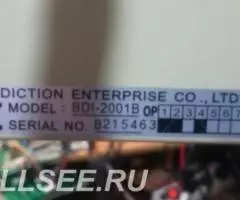 DICTION ENTERPRISE CO., LTD
MODEL: BDI-2001B OP 1 2 3 4 5 6 7
SERIAL NO. 8215463
LLSEE.RU